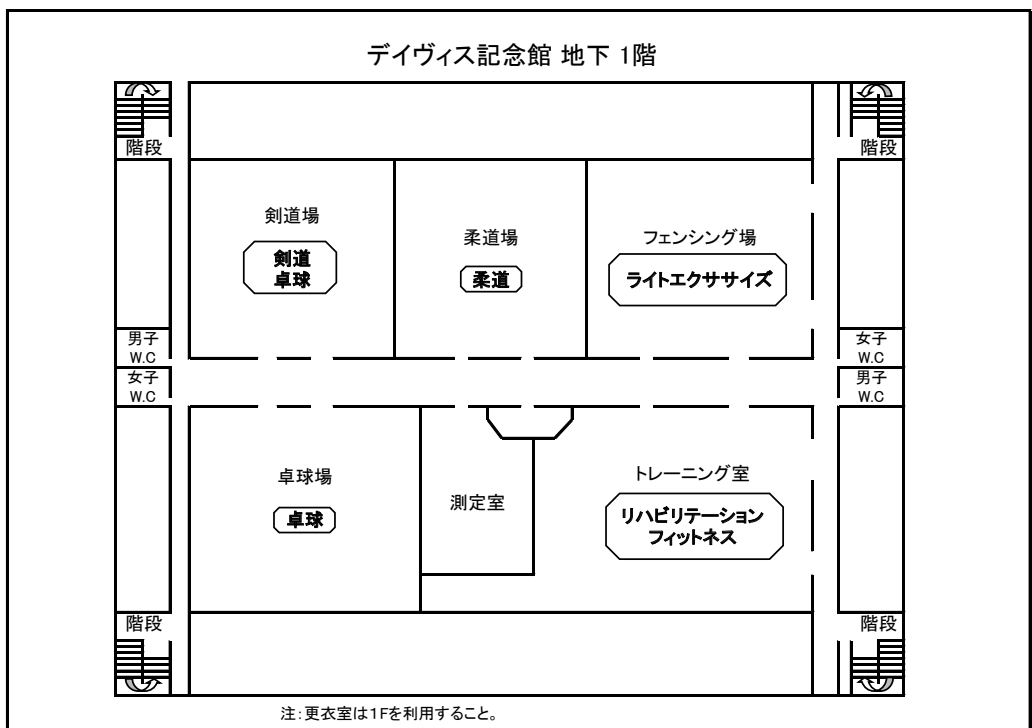 デイヴィス記念館 地下 1階
階段
階段
剣道場
剣道
卓球
柔道場
柔道
フェンシング場
ライトエクササイズ
男子
W.C
女子
W.C
女子
W.C
男子
W.C
卓球場
卓球
測定室
トレーニング室
リハビリテーション
フィットネス
階段
階段
注：更衣室は1Fを利用すること。